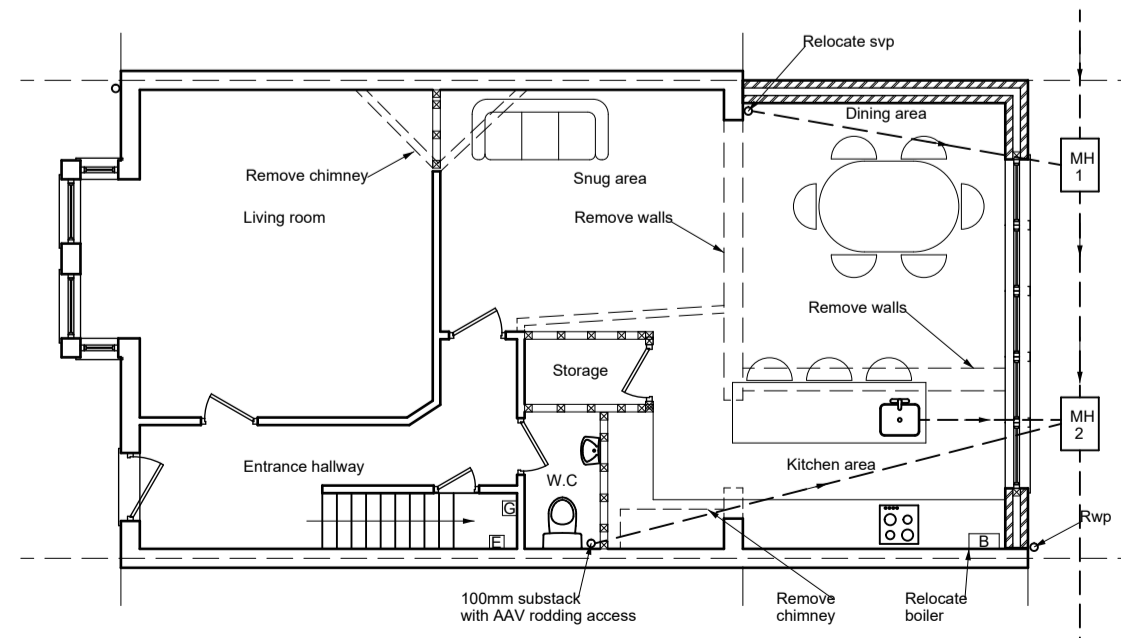 Relocate svp
Dining area
MH
1
Remove chimney
Snug area
Living room
Remove walls
Remove walls
Storage
MH
2
Entrance hallway
Kitchen area
W.C
G
E
B
Rwp
100mm substack
with AAV rodding access
Remove
chimney
Relocate
boiler